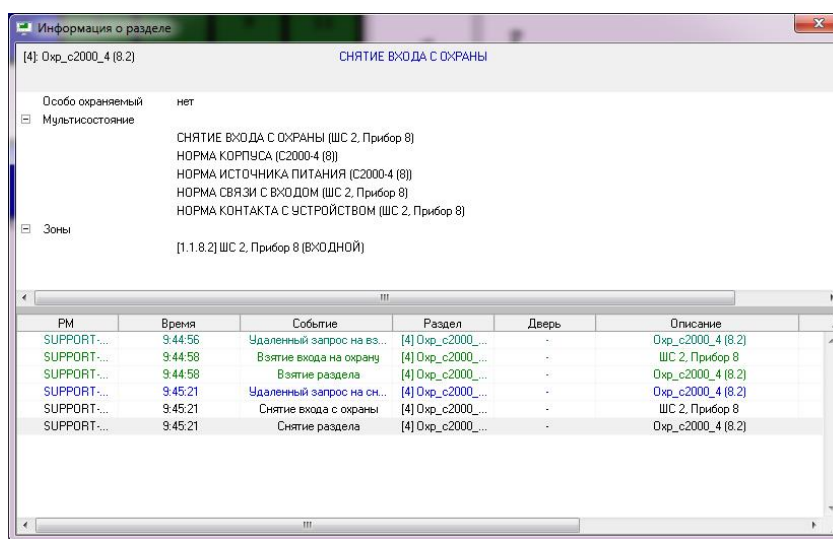 Информация о разделе
[4]: Охр_с2000_4 (8.2) СНЯТИЕ ВХОДА С ОХРАНЫ
Особо охраняемый нет
Мультисостояние
СНЯТИЕ ВХОДА С ОХРАНЫ (ШС 2, Прибор 8)
НОРМА КОРПУСА (С2000-4 (8))
НОРМА ИСТОЧНИКА ПИТАНИЯ (С2000-4 (8))
НОРМА СВЯЗИ С ВХОДОМ (ШС 2, Прибор 8)
НОРМА КОНТАКТА С УСТРОЙСТВОМ (ШС 2, Прибор 8)
Зоны
[1.1.8.2] ШС 2, Прибор 8 (ВХОДНОЙ)
РМ Время Событие Раздел Дверь Описание
SUPPORT-... 9:44:56 Удаленный запрос на вз... [4] Охр_с2000_... - Охр_с2000_4 (8.2)
SUPPORT-... 9:44:58 Взятие входа на охрану [4] Охр_с2000_... - ШС 2, Прибор 8
SUPPORT-... 9:44:58 Взятие раздела [4] Охр_с2000_... - Охр_с2000_4 (8.2)
SUPPORT-... 9:45:21 Удаленный запрос на сн... [4] Охр_с2000_... - Охр_с2000_4 (8.2)
SUPPORT-... 9:45:21 Снятие входа с охраны [4] Охр_с2000_... - ШС 2, Прибор 8
SUPPORT-... 9:45:21 Снятие раздела [4] Охр_с2000_... - Охр_с2000_4 (8.2)